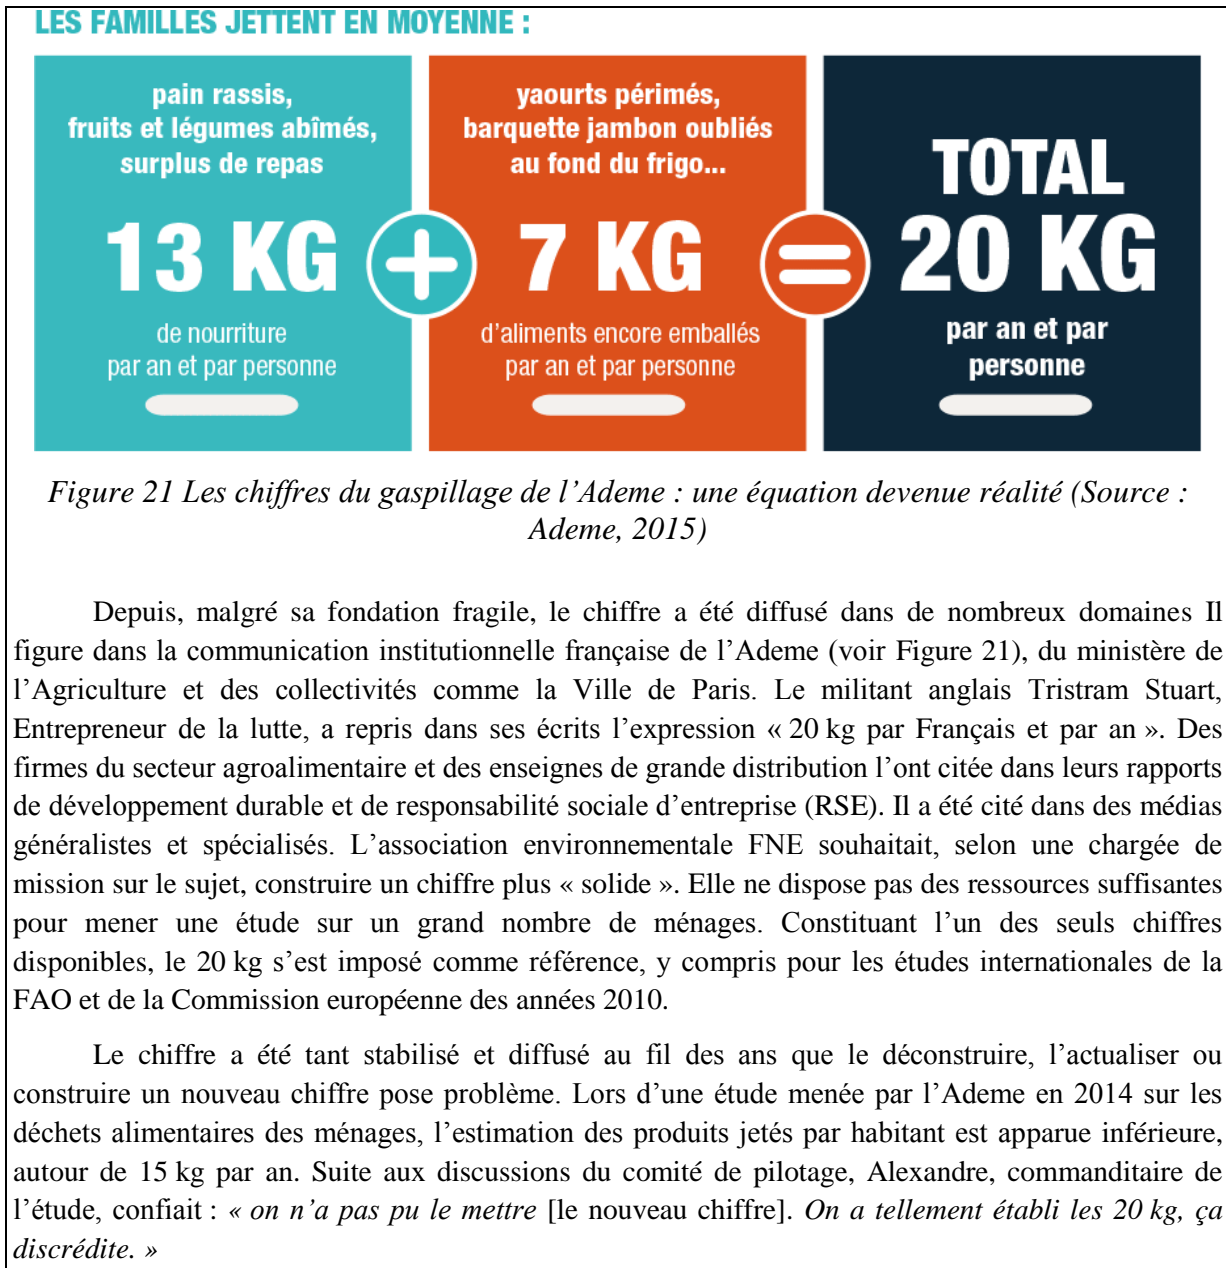 LES FAMILLES JETTENT EN MOYENNE :
pain rassis,
fruits et légumes abîmés,
surplus de repas
13 KG
de nourriture
par an et par personne
+
yaourts périmés,
barquette jambon oubliés
au fond du frigo...
7 KG
d'aliments encore emballés
par an et par personne
=
TOTAL
20 KG
par an et par
personne
Figure 21 Les chiffres du gaspillage de l'Ademe : une équation devenue réalité (Source :
Ademe, 2015)
Depuis, malgré sa fondation fragile, le chiffre a été diffusé dans de nombreux domaines Il
figure dans la communication institutionnelle française de l'Ademe (voir Figure 21), du ministère de
l'Agriculture et des collectivités comme la Ville de Paris. Le militant anglais Tristram Stuart,
Entrepreneur de la lutte, a repris dans ses écrits l'expression « 20 kg par Français et par an ». Des
firmes du secteur agroalimentaire et des enseignes de grande distribution l'ont citée dans leurs rapports
de développement durable et de responsabilité sociale d'entreprise (RSE). Il a été cité dans des médias
généralistes et spécialisés. L'association environnementale FNE souhaitait, selon une chargée de
mission sur le sujet, construire un chiffre plus « solide ». Elle ne dispose pas des ressources suffisantes
pour mener une étude sur un grand nombre de ménages. Constituant l'un des seuls chiffres
disponibles, le 20 kg s'est imposé comme référence, y compris pour les études internationales de la
FAO et de la Commission européenne des années 2010.
Le chiffre a été tant stabilisé et diffusé au fil des ans que le déconstruire, l'actualiser ou
construire un nouveau chiffre pose problème. Lors d'une étude menée par l'Ademe en 2014 sur les
déchets alimentaires des ménages, l'estimation des produits jetés par habitant est apparue inférieure,
autour de 15 kg par an. Suite aux discussions du comité de pilotage, Alexandre, commanditaire de
l'étude, confiait : « on n'a pas pu le mettre [le nouveau chiffre]. On a tellement établi les 20 kg, ça
discrédite. »